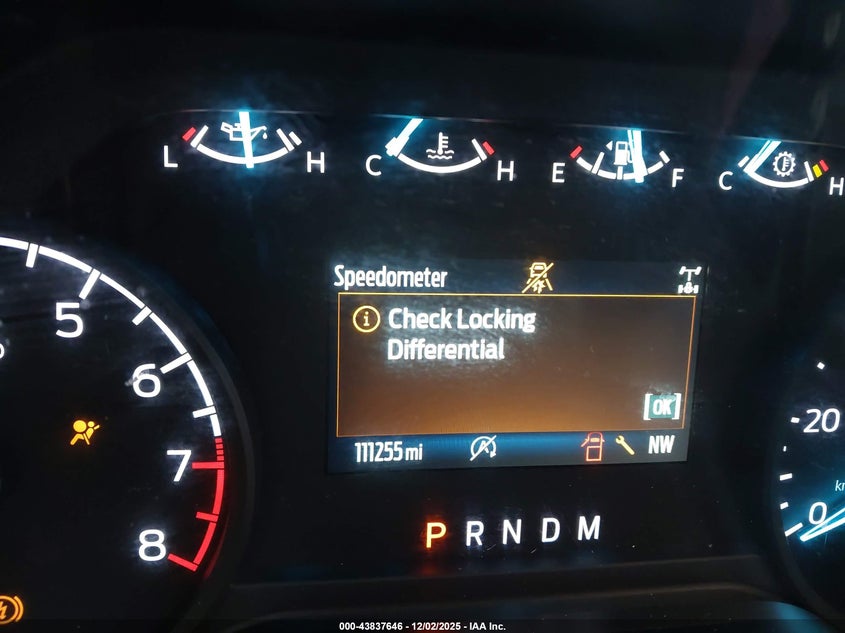 L H C H E F C H
Speedometer
Check Locking
Differential
[OK]
5
6
7
8
111255 mi
NW
20
0
P R N D M
000-43837646 - 12/02/2025 - IAA Inc.